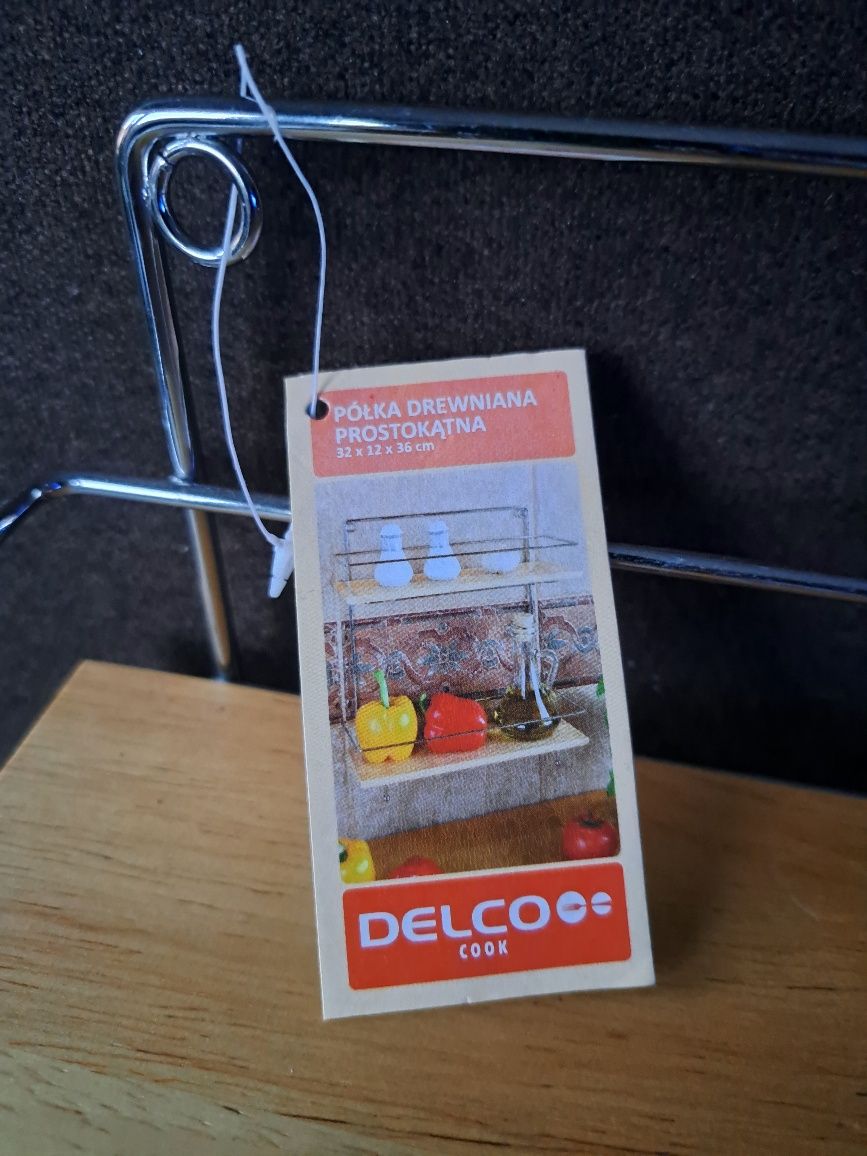 PÓŁKA DREWNIANA
PROSTOKĄTNA
32 x 12 x 36 cm
DELCO
COOK